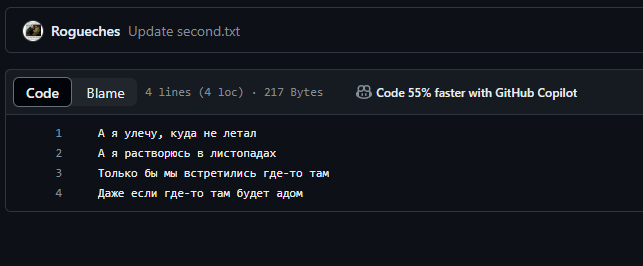 Rogueches Update second.txt
Code Blame 4 lines (4 loc) · 217 Bytes Code 55% faster with GitHub Copilot
1 А я улечу, куда не летал
2 А я растворюсь в листопадах
3 Только бы мы встретились где-то там
4 Даже если где-то там будет адом